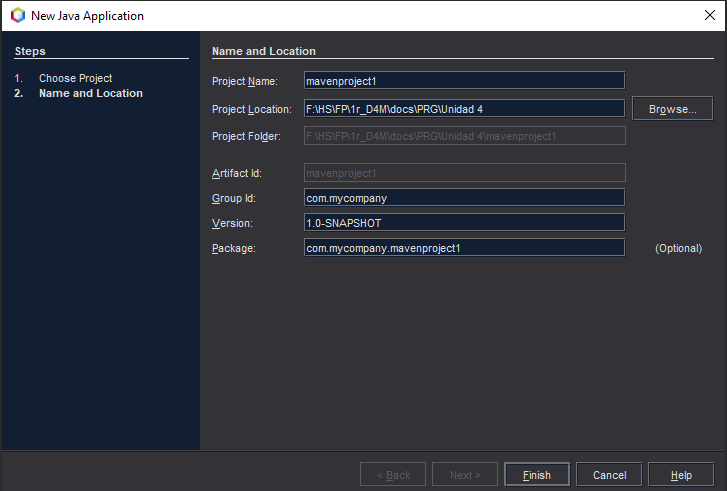 New Java Application
Steps
1. Choose Project
2. Name and Location
Name and Location
Project Name: mavenproject1
Project Location: F:\HS\FP\1r_D4M\docs\PRG\Unidad 4 Browse...
Project Folder: F:\HS\FP\1r_D4M\docs\PRG\Unidad 4\mavenproject1
Artifact Id: mavenproject1
Group Id: com.mycompany
Version: 1.0-SNAPSHOT
Package: com.mycompany.mavenproject1 (Optional)
< Back Next > Finish Cancel Help